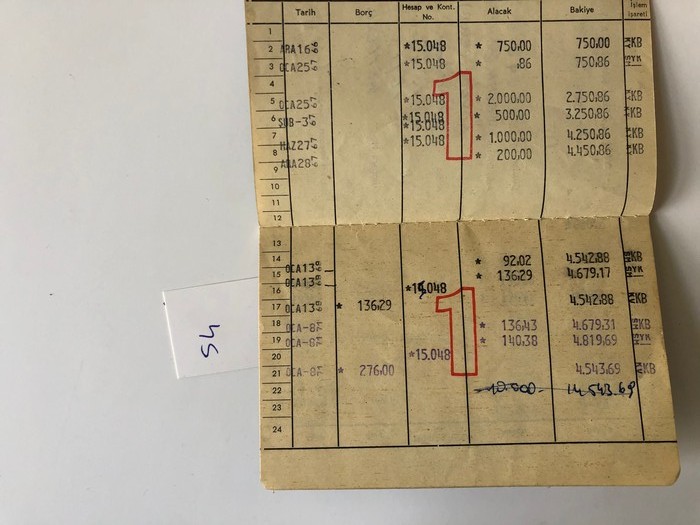 Tarih Borç Hesap ve Kont. No. Alacak Bakiye İşlem işareti
1
2 ARA16 66 *15.048 * 750,00 750,00 KB
3 OCA25 67 *15.048 * ,86 750,86
4
5 OCA25 67 *15.048 * 2.000,00 2.750,86 KB
6 ŞUB-3 67 *15.048 * 500,00 3.250,86 KB
*15.048
7 HAZ27 67 *15.048 * 1.000,00 4.250,86 KB
8 ARA28 67 * 200,00 4.450,86 KB
9
10
11
12
1
13
14 OCA13 * 92,02 4.542,88 KB
15 OCA13 * 136,29 4.679,17
16 *15.048
17 OCA13 * 136,29 4.542,88 KB
18 OCA-8 * 136,43 4.679,31 KB
19 OCA-8 * 140,38 4.819,69
20 *15.048
21 OCA-8 * 276,00 4.543,69 KB
22 10.000 14.543.69
23
24
1
54